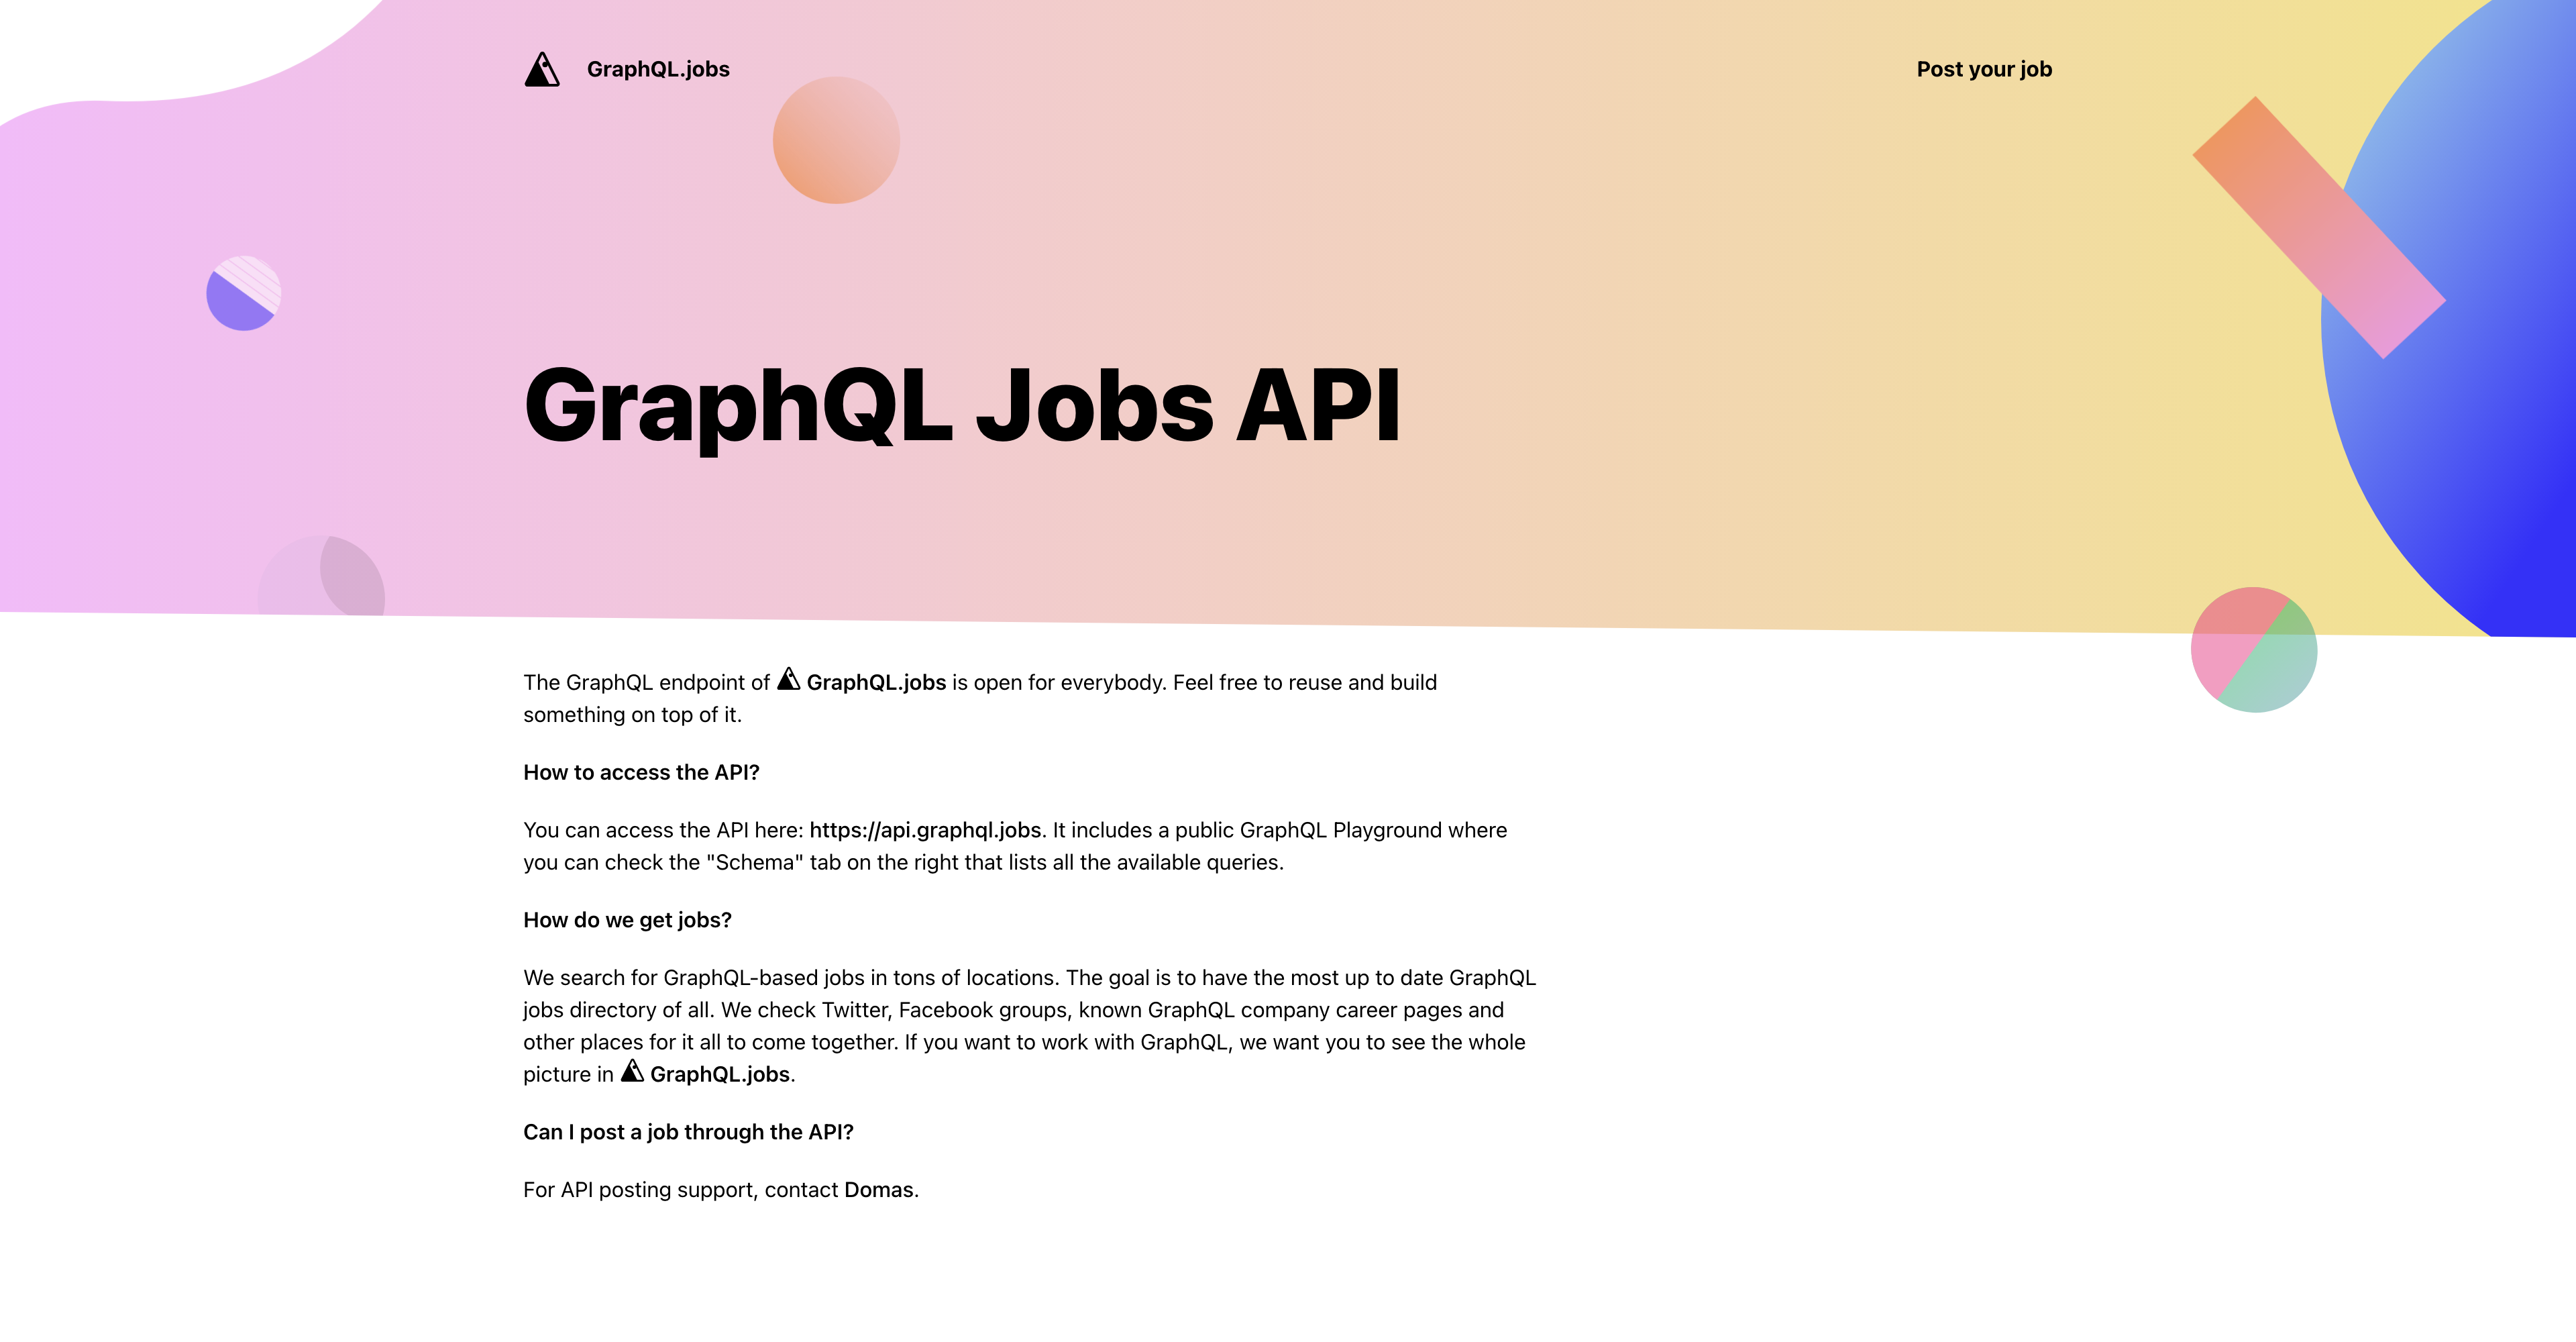 GraphQL.jobs
Post your job
GraphQL Jobs API
The GraphQL endpoint of GraphQL.jobs is open for everybody. Feel free to reuse and build
something on top of it.
How to access the API?
You can access the API here: https://api.graphql.jobs. It includes a public GraphQL Playground where
you can check the "Schema" tab on the right that lists all the available queries.
How do we get jobs?
We search for GraphQL-based jobs in tons of locations. The goal is to have the most up to date GraphQL
jobs directory of all. We check Twitter, Facebook groups, known GraphQL company career pages and
other places for it all to come together. If you want to work with GraphQL, we want you to see the whole
picture in GraphQL.jobs.
Can I post a job through the API?
For API posting support, contact Domas.